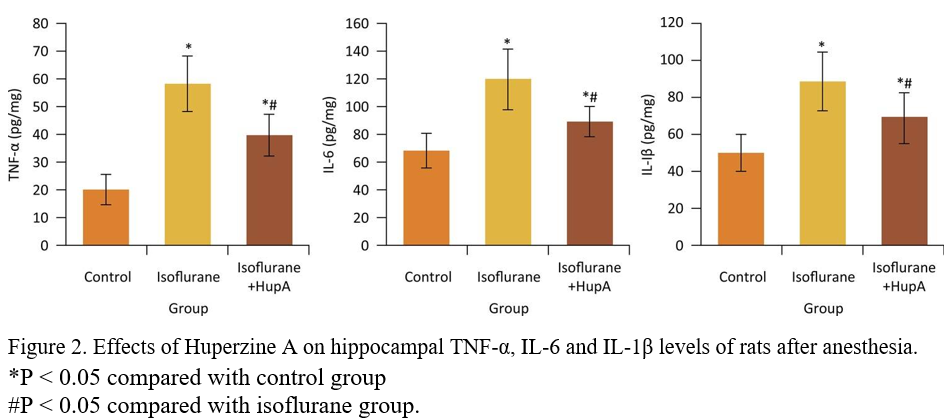 80
70
60
50
40
30
20
10
0
TNF-α (pg/mg)
*
*#
Control
Isoflurane
Isoflurane
+HupA
Group
160
140
120
100
80
60
40
20
0
IL-6 (pg/mg)
*
*#
Control
Isoflurane
Isoflurane
+HupA
Group
120
100
80
60
40
20
0
IL-Iβ (pg/mg)
*
*#
Control
Isoflurane
Isoflurane
+HupA
Group
Figure 2. Effects of Huperzine A on hippocampal TNF-α, IL-6 and IL-1β levels of rats after anesthesia.
*P < 0.05 compared with control group
#P < 0.05 compared with isoflurane group.